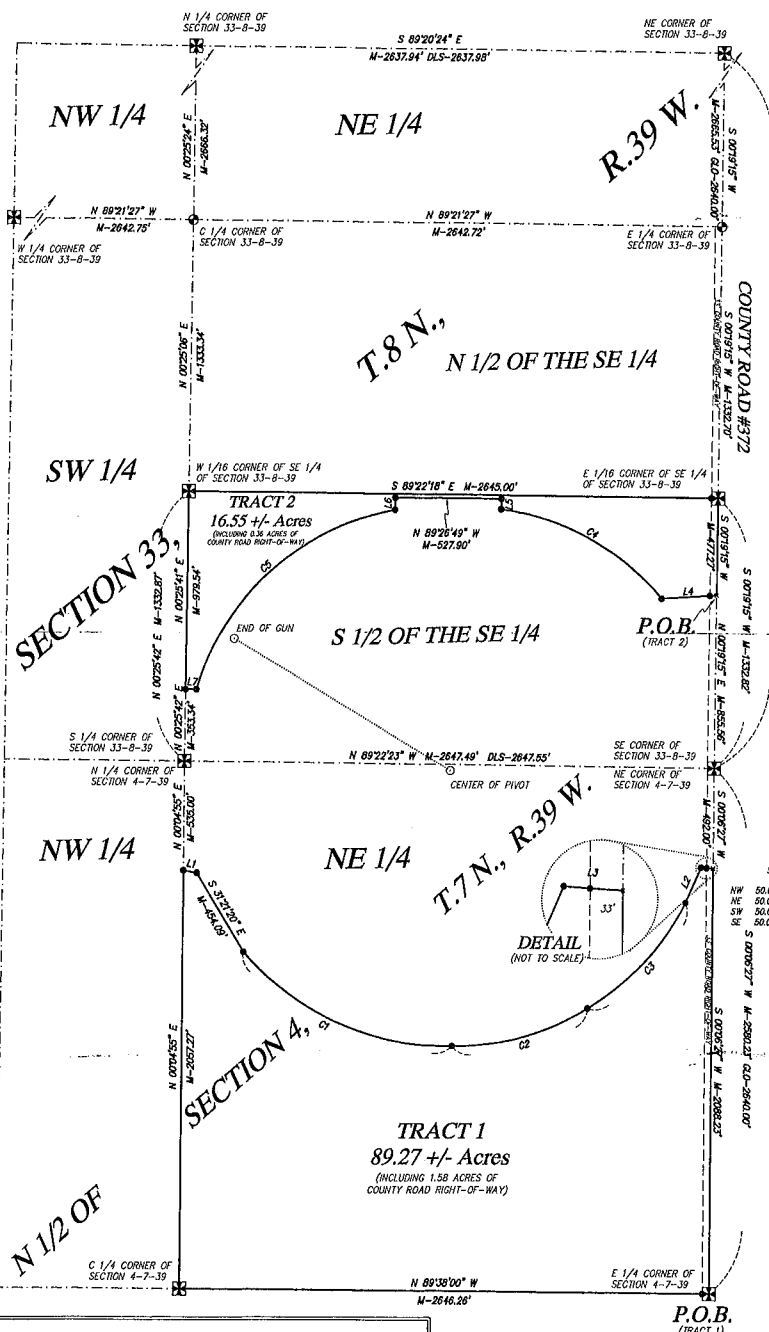 N 1/4 CORNER OF
SECTION 33-8-39
NE CORNER OF
SECTION 33-8-39
S 89°20'24" E
M-2637.94' DLS-2637.98'
NW 1/4
NE 1/4
R.39 W.
N 00°25'24" E
M-2666.32'
S 00°19'15" W
M-2665.53' GLO-2640.00'
N 89°21'27" W
M-2642.75'
N 89°21'27" W
M-2642.72'
W 1/4 CORNER OF
SECTION 33-8-39
C 1/4 CORNER OF
SECTION 33-8-39
E 1/4 CORNER OF
SECTION 33-8-39
COUNTY ROAD #372
T.8 N.,
N 1/2 OF THE SE 1/4
N 00°25'06" E
M-1333.34'
S 00°19'15" W M-1332.70'
SW 1/4
W 1/16 CORNER OF SE 1/4
OF SECTION 33-8-39
S 89°22'18" E M-2645.00'
E 1/16 CORNER OF SE 1/4
OF SECTION 33-8-39
TRACT 2
16.55 +/- Acres
(INCLUDING 0.36 ACRES OF
COUNTY ROAD RIGHT-OF-WAY)
L6
L5
N 89°26'49" W
M-527.90'
C4
C5
S 00°19'15" W
M-477.27'
L4
P.O.B.
(TRACT 2)
SECTION 33,
N 00°25'42" E M-1332.87'
N 00°25'41" E
M-979.54'
END OF GUN
S 1/2 OF THE SE 1/4
S 00°19'15" W M-1332.82'
N 00°19'15" E M-855.56'
L7
N 00°25'42" E
M-353.34'
S 1/4 CORNER OF
SECTION 33-8-39
N 89°22'23" W M-2647.49' DLS-2647.55'
SE CORNER OF
SECTION 33-8-39
N 1/4 CORNER OF
SECTION 4-7-39
CENTER OF PIVOT
NE CORNER OF
SECTION 4-7-39
N 00°04'55" E
M-535.00'
S 00°06'27" W
M-492.00'
NW 1/4
NE 1/4
T.7 N., R.39 W.
L1
S 31°21'20" E
M-454.09'
L3
33'
L2
DETAIL
(NOT TO SCALE)
NW 50.
NE 50.
SW 50.
SE 50.
C3
C1
C2
S 00°06'27" W M-2580.23' GLO-2640.00'
S 00°06'27" W M-2088.23'
N 00°04'55" E
M-2057.27'
SECTION 4,
TRACT 1
89.27 +/- Acres
(INCLUDING 1.58 ACRES OF
COUNTY ROAD RIGHT-OF-WAY)
N 1/2 OF
C 1/4 CORNER OF
SECTION 4-7-39
N 89°38'00" W
M-2646.26'
E 1/4 CORNER OF
SECTION 4-7-39
P.O.B.
(TRACT 1)